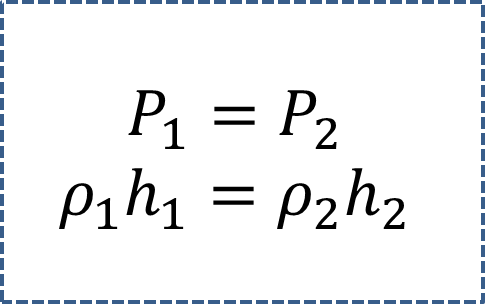 P₁ = P₂
ρ₁h₁ = ρ₂h₂